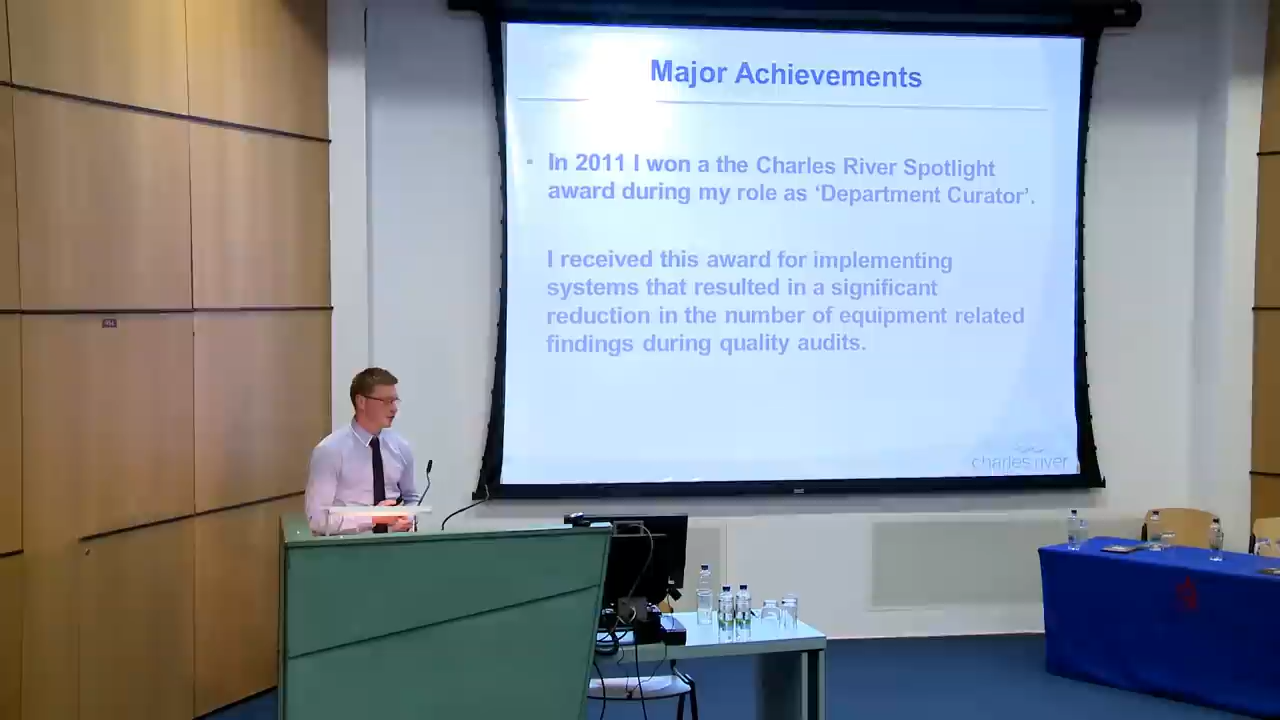 Major Achievements
In 2011 I won a the Charles River Spotlight
award during my role as ‘Department Curator’.
I received this award for implementing
systems that resulted in a significant
reduction in the number of equipment related
findings during quality audits.
charles river